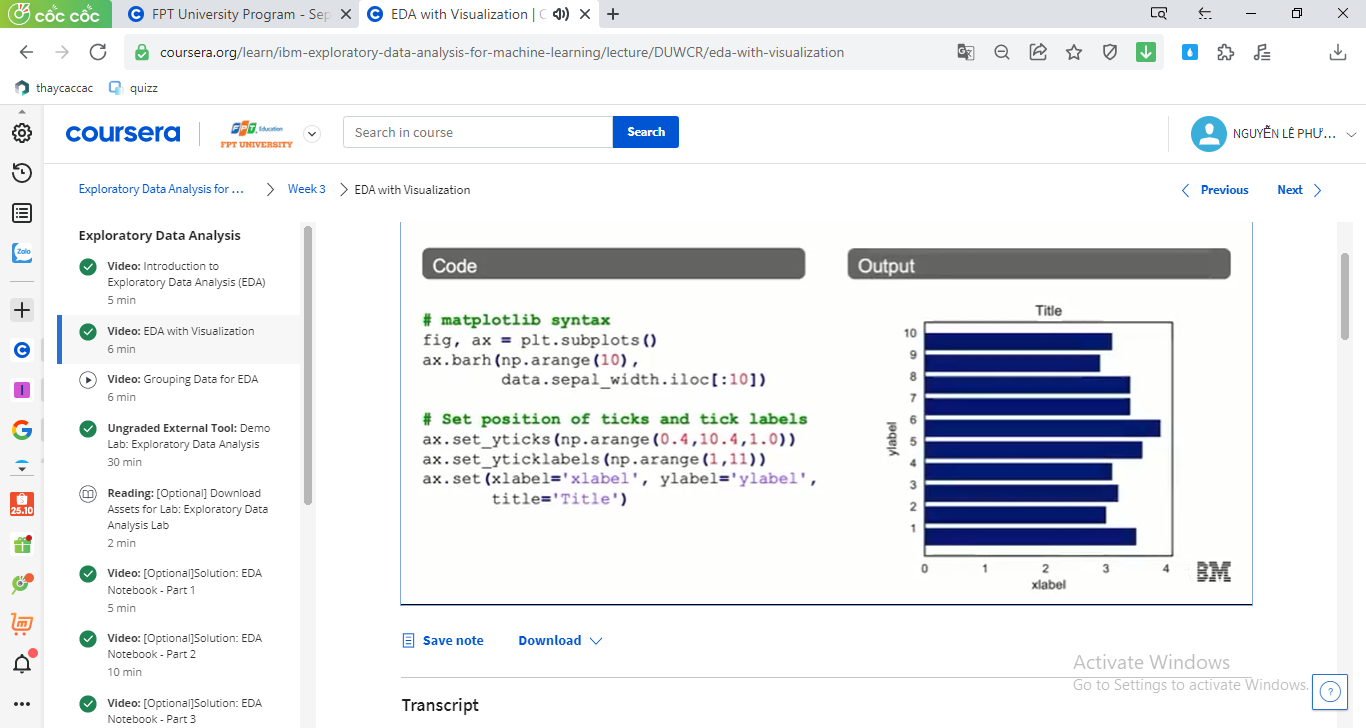 cốc cốc
FPT University Program - Sep
EDA with Visualization | C
coursera.org/learn/ibm-exploratory-data-analysis-for-machine-learning/lecture/DUWCR/eda-with-visualization
thaycaccac
quizz
coursera
FPT Education
FPT UNIVERSITY
Search in course
Search
NGUYỄN LÊ PHƯ...
Exploratory Data Analysis for ...
Week 3
EDA with Visualization
Previous
Next
Zalo
I
25.10
Exploratory Data Analysis
Video: Introduction to
Exploratory Data Analysis (EDA)
5 min
Video: EDA with Visualization
6 min
Video: Grouping Data for EDA
6 min
Ungraded External Tool: Demo
Lab: Exploratory Data Analysis
30 min
Reading: [Optional] Download
Assets for Lab: Exploratory Data
Analysis Lab
2 min
Video: [Optional]Solution: EDA
Notebook - Part 1
5 min
Video: [Optional]Solution: EDA
Notebook - Part 2
10 min
Video: [Optional]Solution: EDA
Notebook - Part 3
Code
# matplotlib syntax
fig, ax = plt.subplots()
ax.barh(np.arange(10),
data.sepal_width.iloc[:10])
# Set position of ticks and tick labels
ax.set_yticks(np.arange(0.4,10.4,1.0))
ax.set_yticklabels(np.arange(1,11))
ax.set(xlabel='xlabel', ylabel='ylabel',
title='Title')
Output
Title
10
9
8
7
6
5
4
3
2
1
ylabel
0 1 2 3 4
xlabel
IBM
Save note
Download
Transcript
Activate Windows
Go to Settings to activate Windows.
?